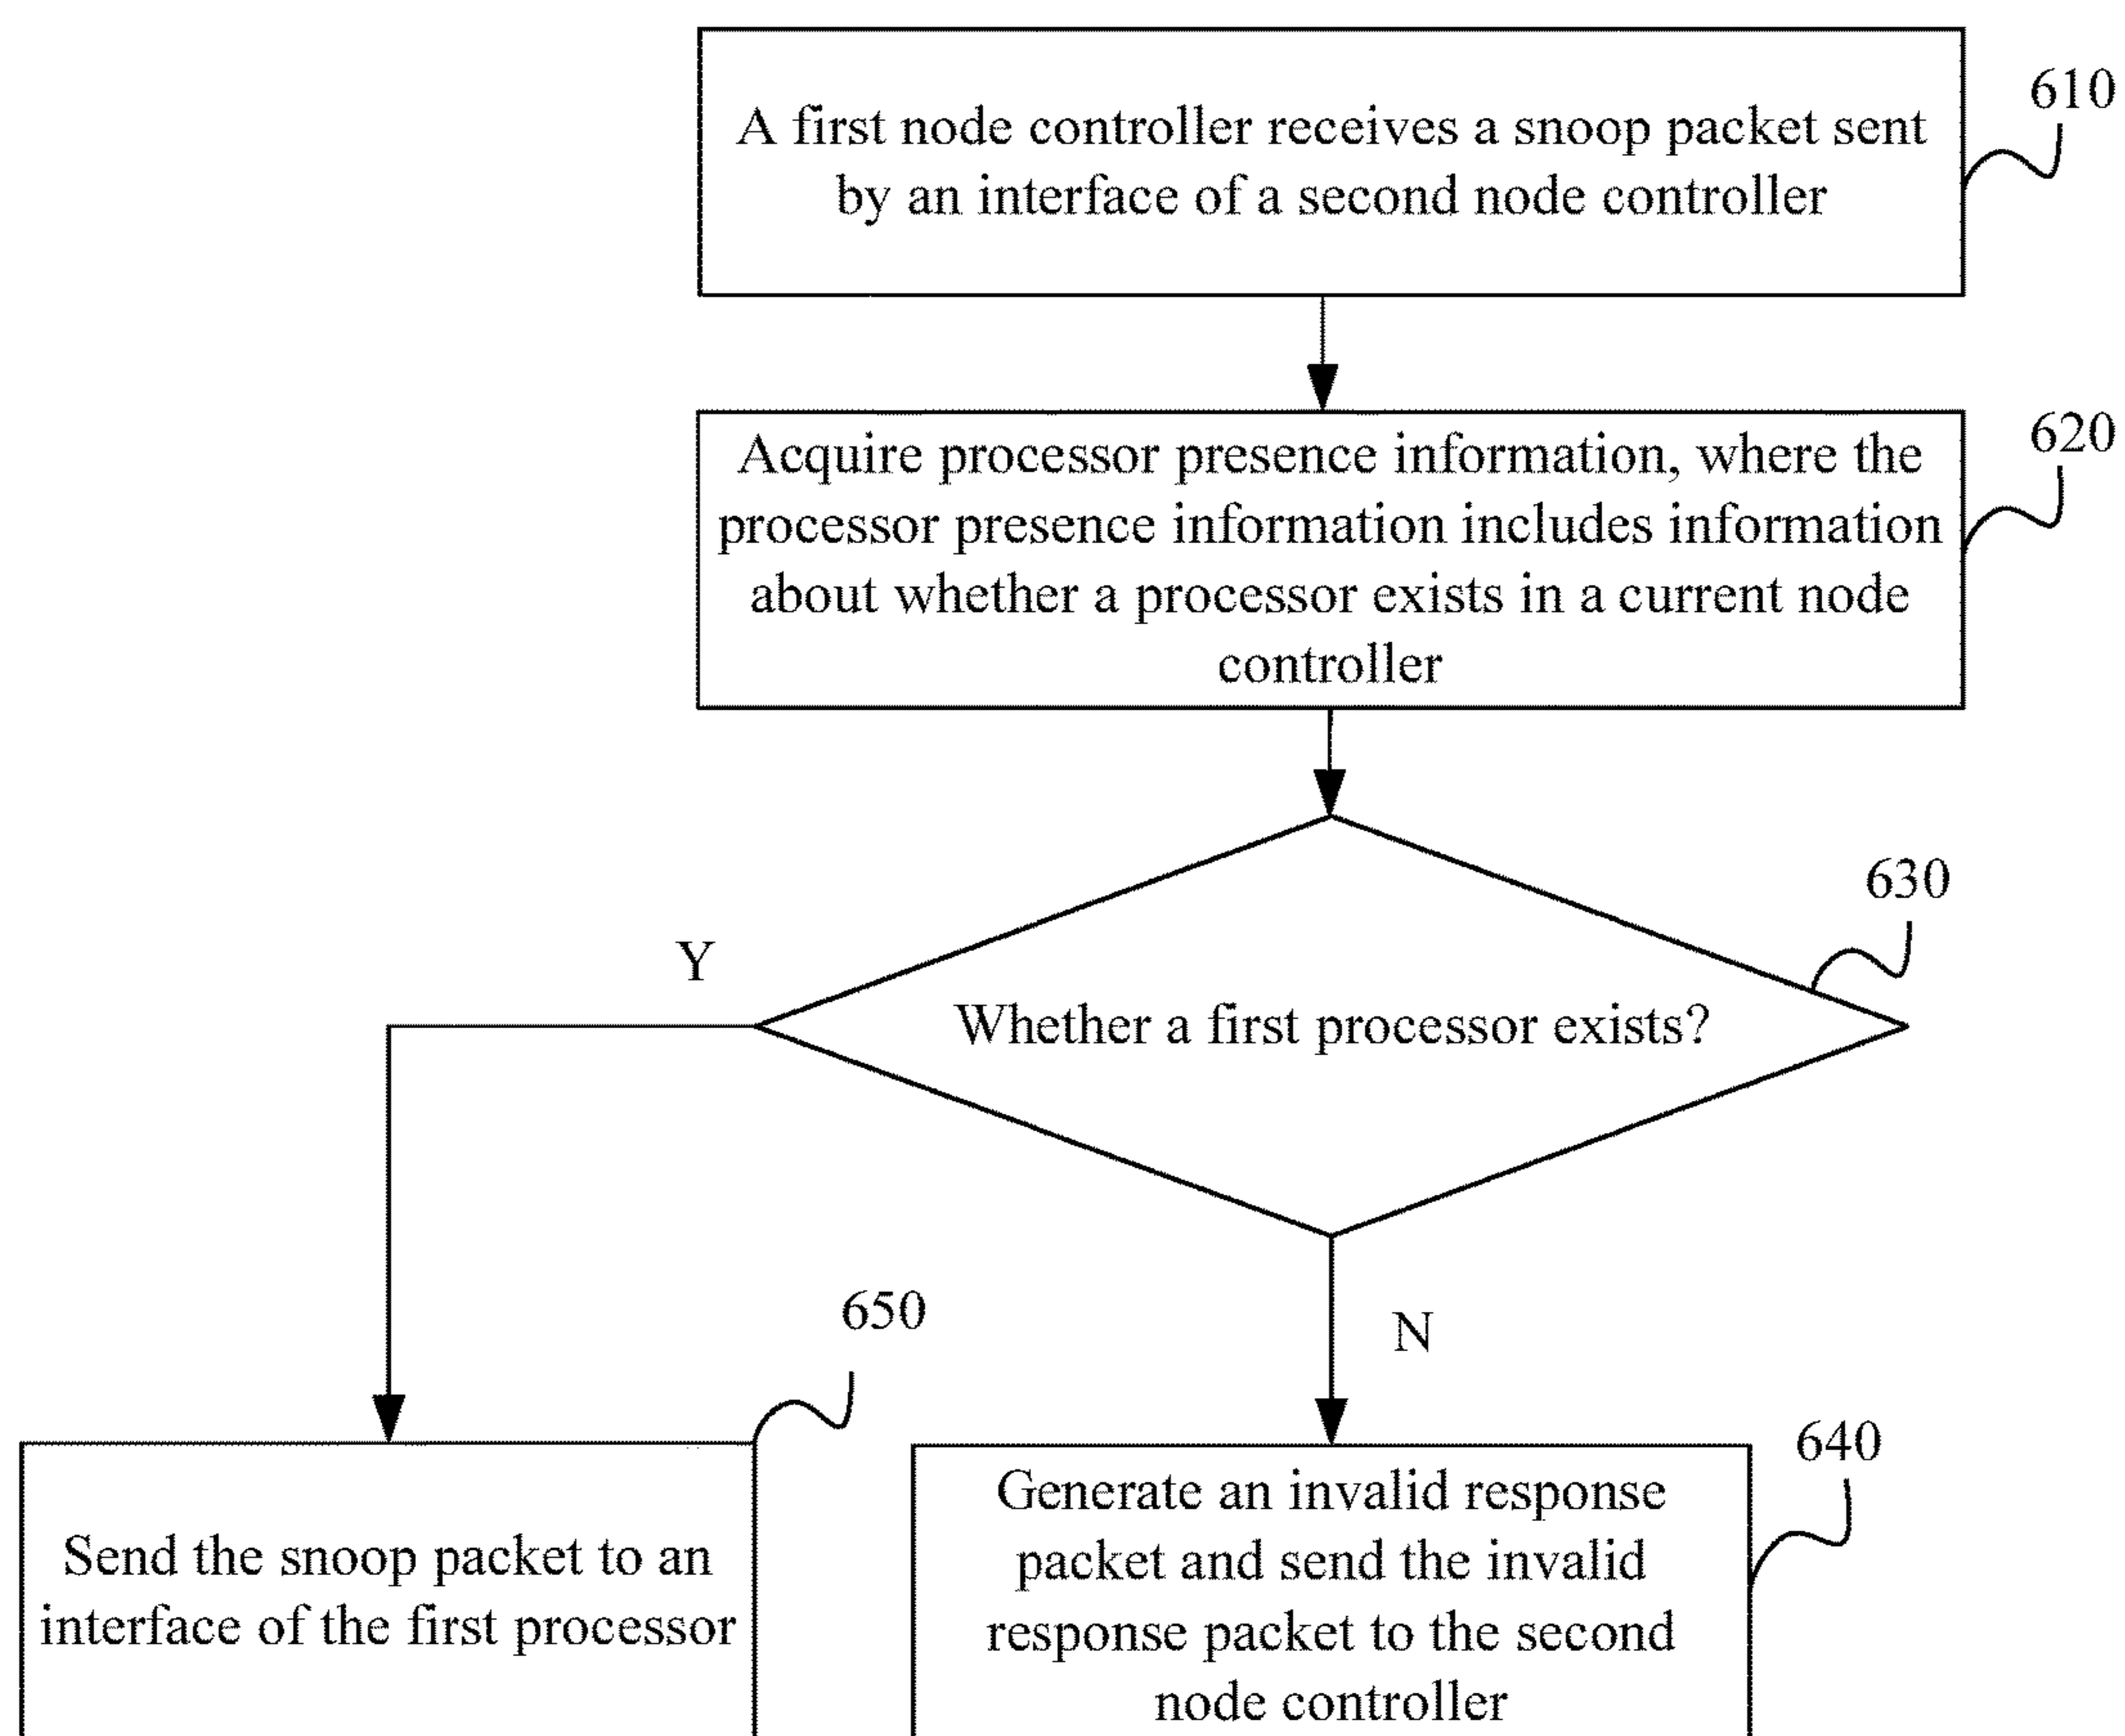 A first node controller receives a snoop packet sent
by an interface of a second node controller
610
Acquire processor presence information, where the
processor presence information includes information
about whether a processor exists in a current node
controller
620
630
Y
Whether a first processor exists?
N
650
Send the snoop packet to an
interface of the first processor
640
Generate an invalid response
packet and send the invalid
response packet to the second
node controller